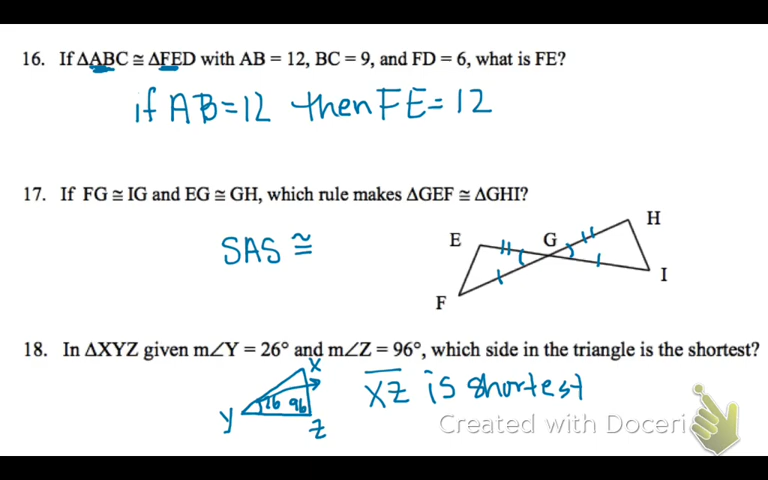 16. If ΔABC ≅ ΔFED with AB = 12, BC = 9, and FD = 6, what is FE?
if AB=12 then FE=12
17. If FG ≅ IG and EG ≅ GH, which rule makes ΔGEF ≅ ΔGHI?
SAS ≅
E
G
H
F
I
18. In ΔXYZ given m∠Y = 26° and m∠Z = 96°, which side in the triangle is the shortest?
X
26 96
Y
Z
X̅Z̅ is shortest
Created with Doceri